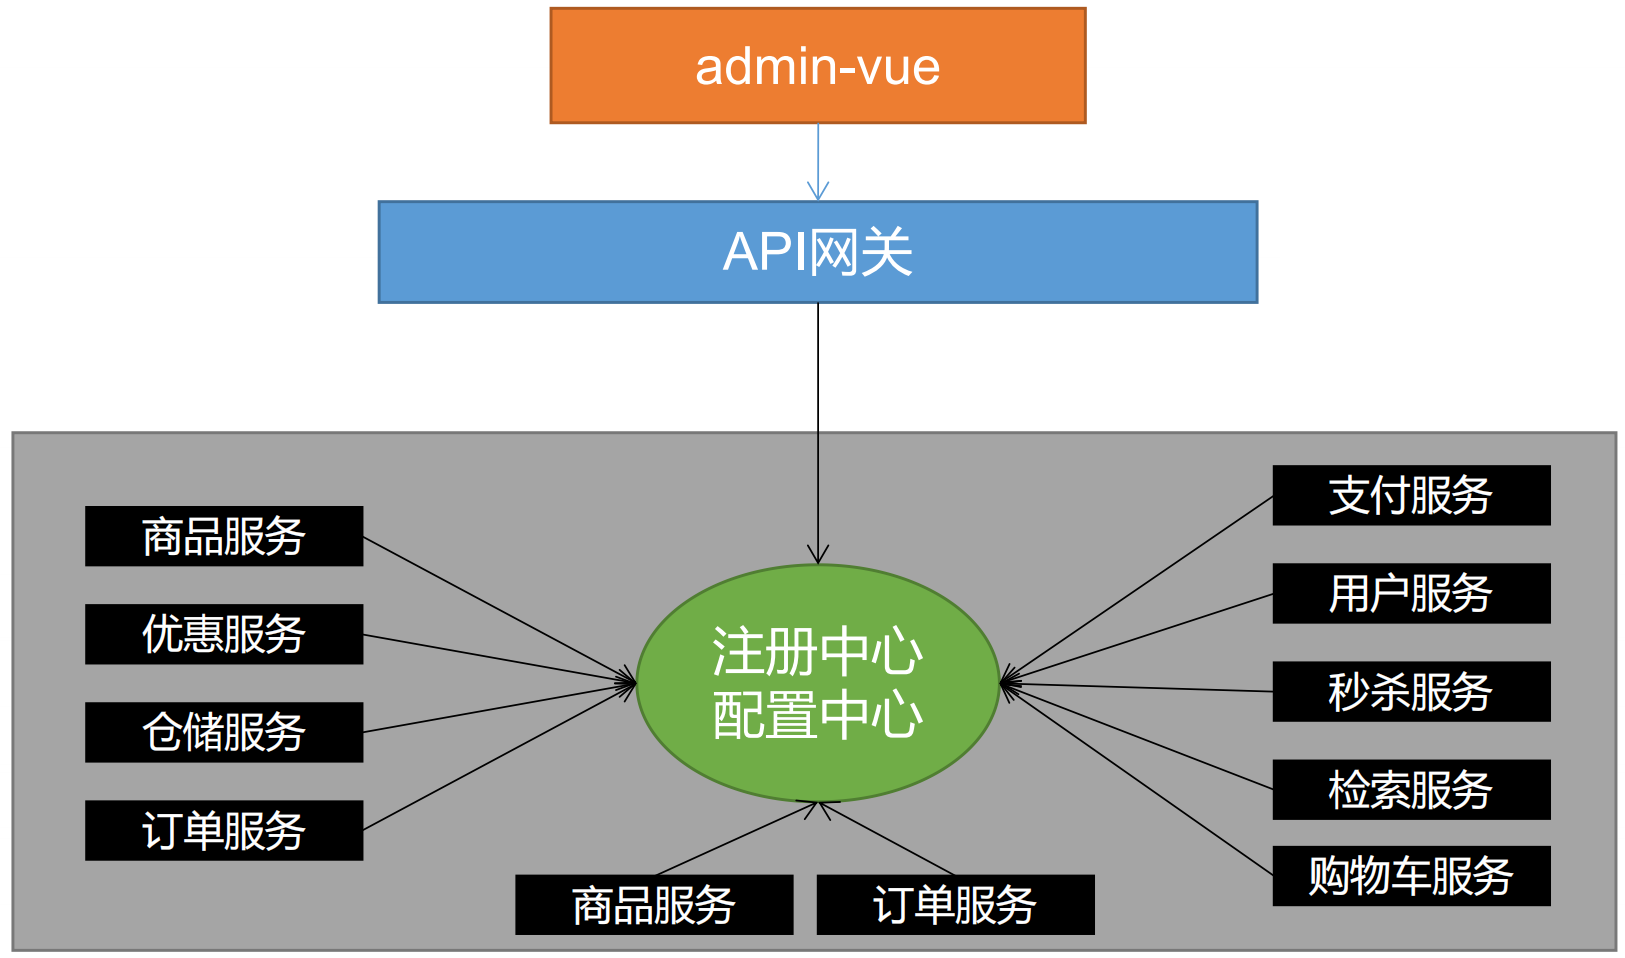 admin-vue
API网关
商品服务
优惠服务
仓储服务
订单服务
注册中心
配置中心
支付服务
用户服务
秒杀服务
检索服务
购物车服务
商品服务
订单服务